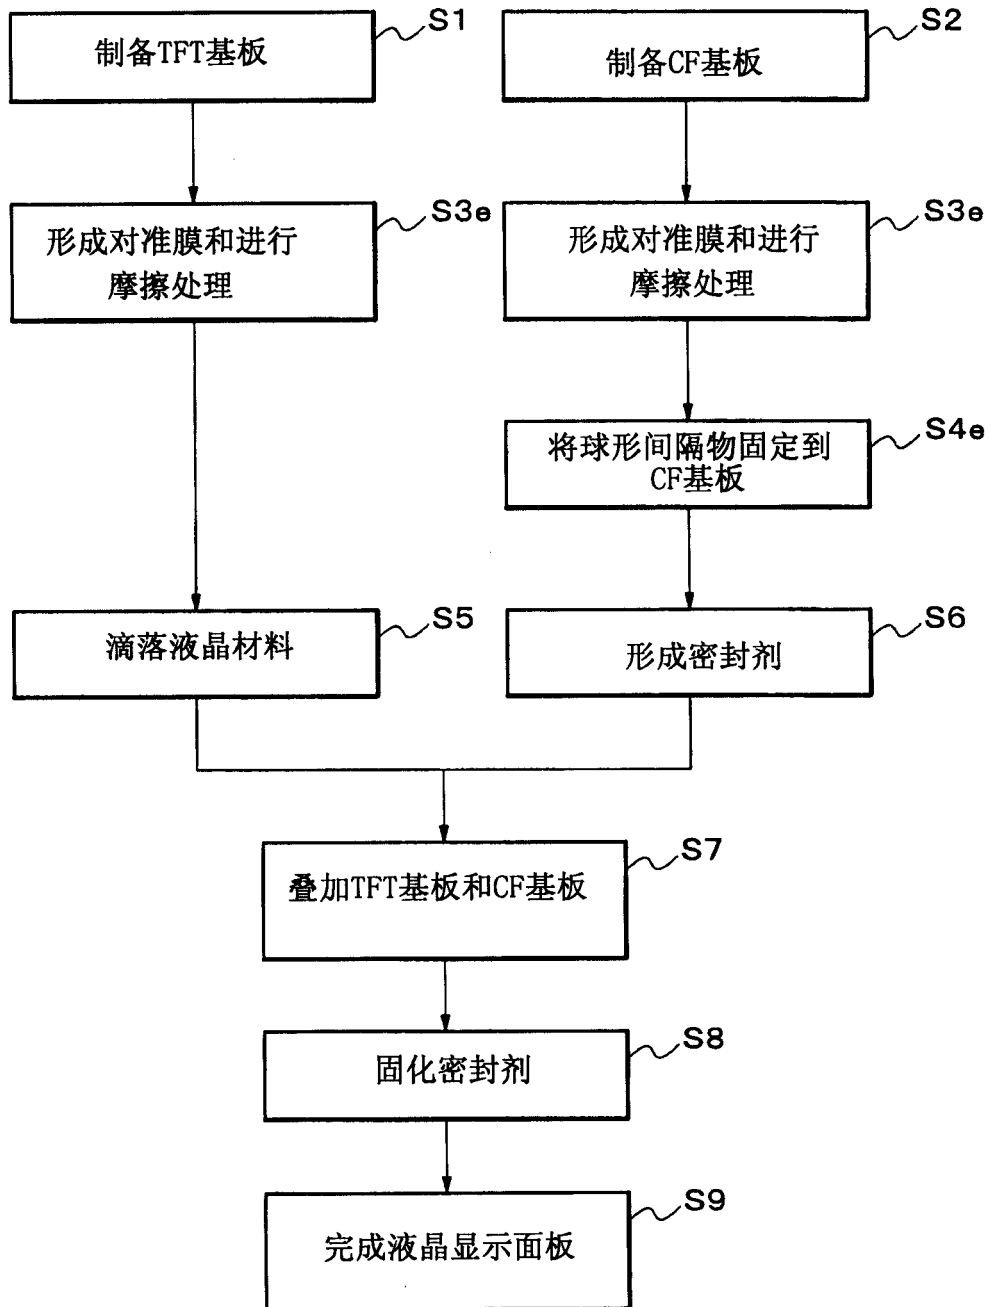 S1
制备TFT基板
S2
制备CF基板
S3e
形成对准膜和进行
摩擦处理
S3e
形成对准膜和进行
摩擦处理
S4e
将球形间隔物固定到
CF基板
S5
滴落液晶材料
S6
形成密封剂
S7
叠加TFT基板和CF基板
S8
固化密封剂
S9
完成液晶显示面板